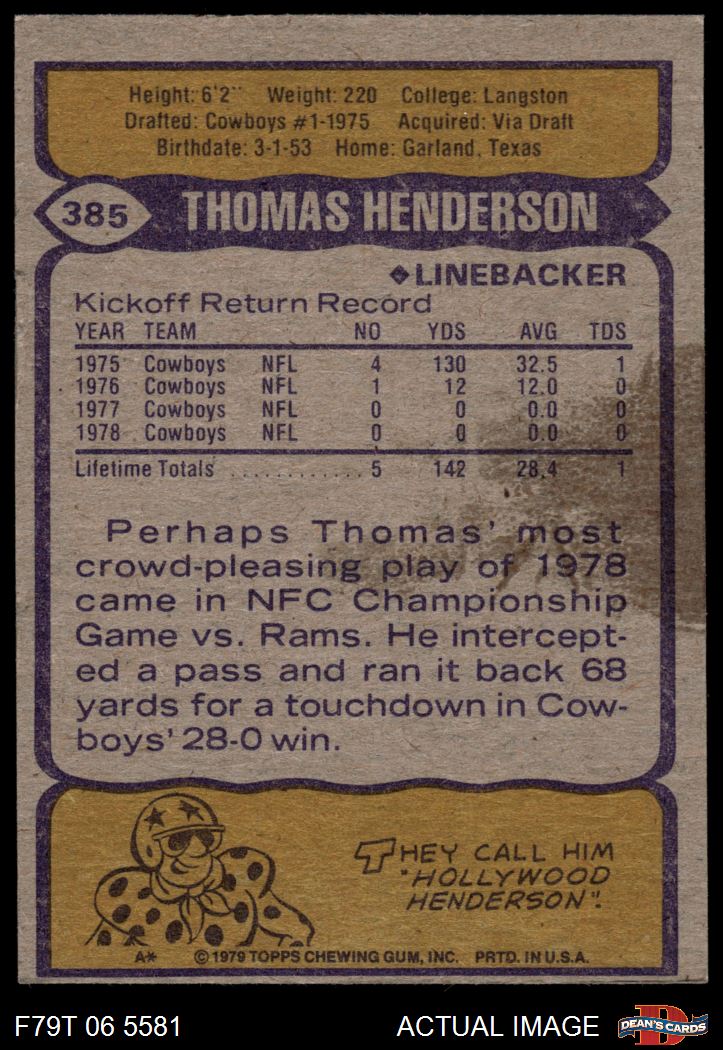 Height: 6'2" Weight: 220 College: Langston
Drafted: Cowboys #1-1975 Acquired: Via Draft
Birthdate: 3-1-53 Home: Garland, Texas
385 THOMAS HENDERSON
◆LINEBACKER
Kickoff Return Record
YEAR TEAM NO YDS AVG TDS
1975 Cowboys NFL 4 130 32.5 1
1976 Cowboys NFL 1 12 12.0 0
1977 Cowboys NFL 0 0 0.0 0
1978 Cowboys NFL 0 0 0.0 0
Lifetime Totals ............ 5 142 28.4 1
Perhaps Thomas' most
crowd-pleasing play of 1978
came in NFC Championship
Game vs. Rams. He intercept-
ed a pass and ran it back 68
yards for a touchdown in Cow-
boys' 28-0 win.
THEY CALL HIM
"HOLLYWOOD
HENDERSON".
A* ©1979 TOPPS CHEWING GUM, INC. PRTD. IN U.S.A.
F79T 06 5581 ACTUAL IMAGE D DEAN'S CARDS